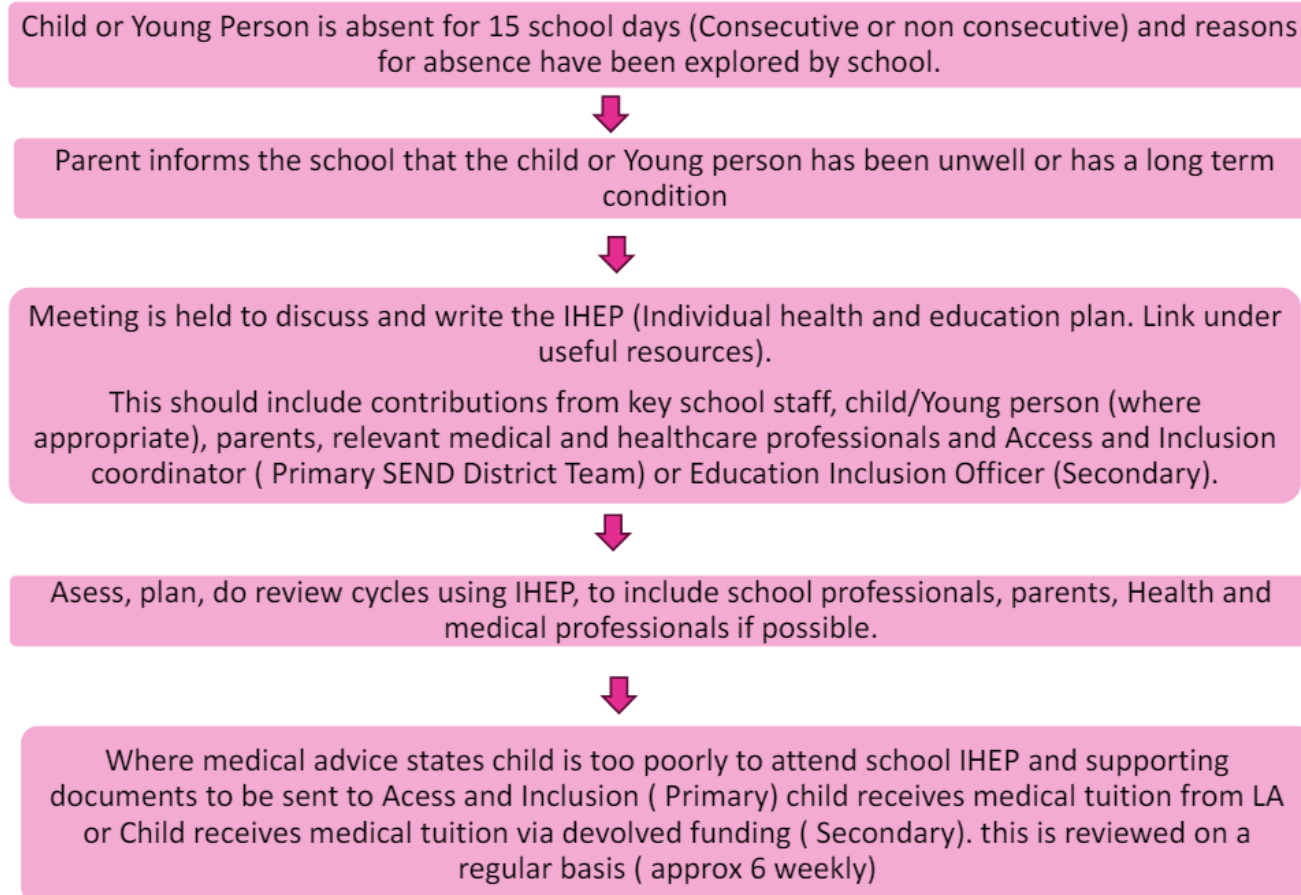 Child or Young Person is absent for 15 school days (Consecutive or non consecutive) and reasons
for absence have been explored by school.
Parent informs the school that the child or Young person has been unwell or has a long term
condition
Meeting is held to discuss and write the IHEP (Individual health and education plan. Link under
useful resources).
This should include contributions from key school staff, child/Young person (where
appropriate), parents, relevant medical and healthcare professionals and Access and Inclusion
coordinator ( Primary SEND District Team) or Education Inclusion Officer (Secondary).
Asess, plan, do review cycles using IHEP, to include school professionals, parents, Health and
medical professionals if possible.
Where medical advice states child is too poorly to attend school IHEP and supporting
documents to be sent to Acess and Inclusion ( Primary) child receives medical tuition from LA
or Child receives medical tuition via devolved funding ( Secondary). this is reviewed on a
regular basis ( approx 6 weekly)